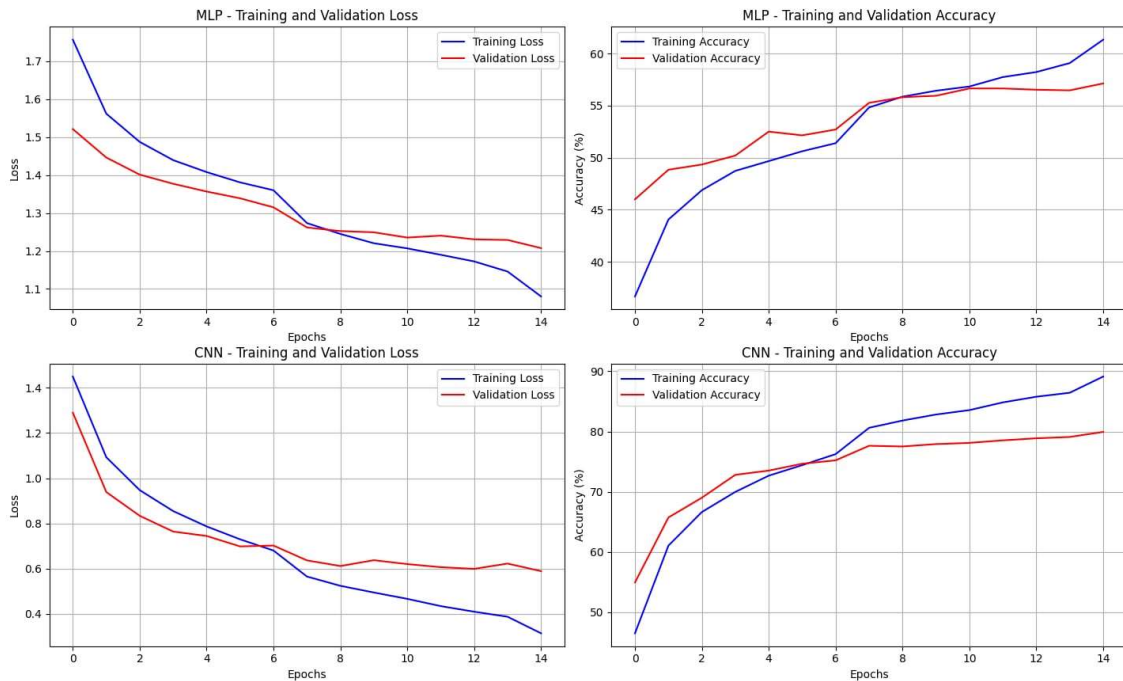 MLP - Training and Validation Loss
Training Loss
Validation Loss
1.7
1.6
1.5
1.4
1.3
1.2
1.1
Loss
0 2 4 6 8 10 12 14
Epochs
MLP - Training and Validation Accuracy
Training Accuracy
Validation Accuracy
60
55
50
45
40
Accuracy (%)
0 2 4 6 8 10 12 14
Epochs
CNN - Training and Validation Loss
Training Loss
Validation Loss
1.4
1.2
1.0
0.8
0.6
0.4
Loss
0 2 4 6 8 10 12 14
Epochs
CNN - Training and Validation Accuracy
Training Accuracy
Validation Accuracy
90
80
70
60
50
Accuracy (%)
0 2 4 6 8 10 12 14
Epochs